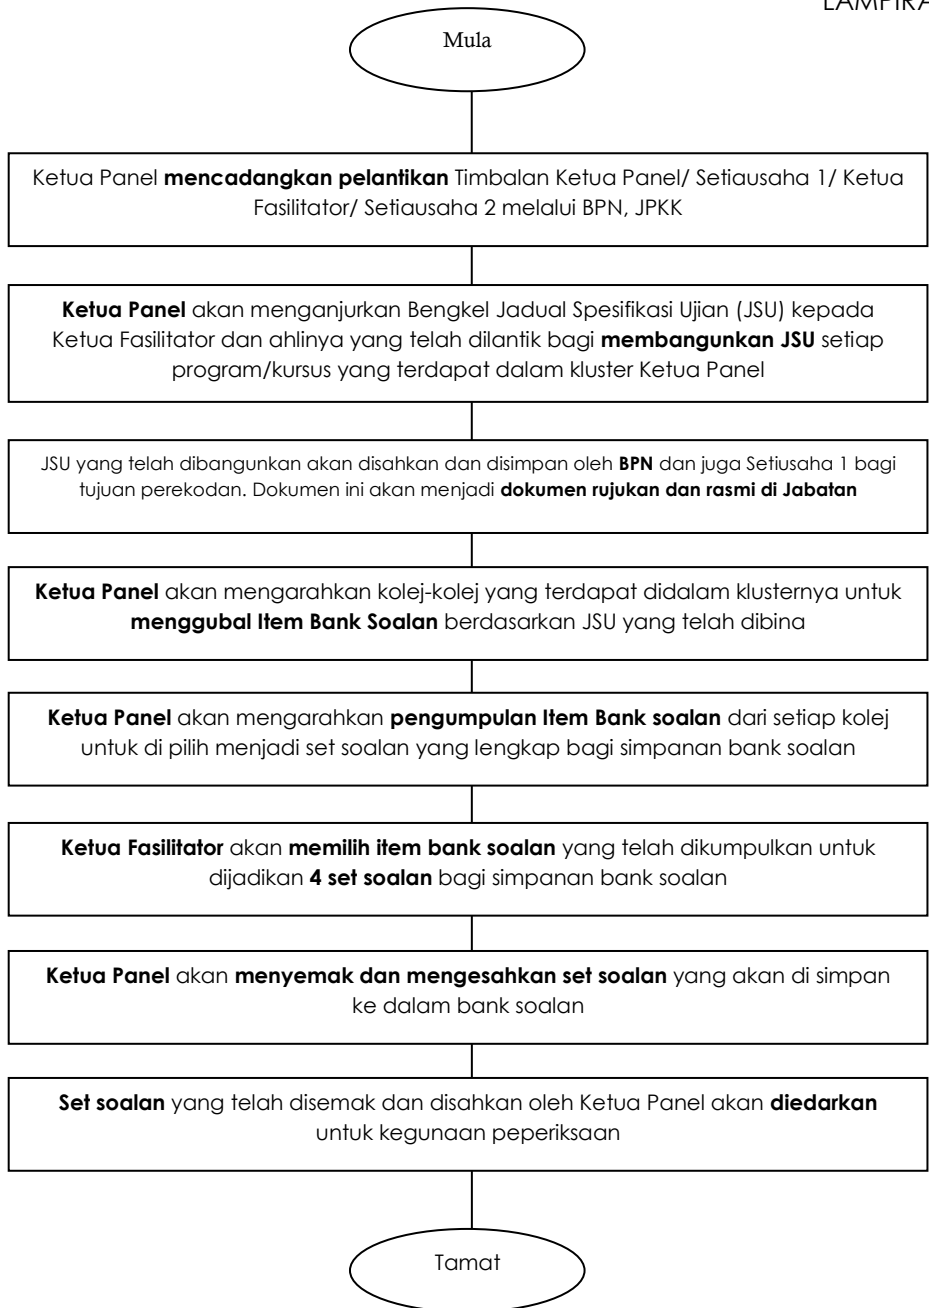 Mula
Ketua Panel mencadangkan pelantikan Timbalan Ketua Panel/ Setiausaha 1/ Ketua
Fasilitator/ Setiausaha 2 melalui BPN, JPKK
Ketua Panel akan menganjurkan Bengkel Jadual Spesifikasi Ujian (JSU) kepada
Ketua Fasilitator dan ahlinya yang telah dilantik bagi membangunkan JSU setiap
program/kursus yang terdapat dalam kluster Ketua Panel
JSU yang telah dibangunkan akan disahkan dan disimpan oleh BPN dan juga Setiusaha 1 bagi
tujuan perekodan. Dokumen ini akan menjadi dokumen rujukan dan rasmi di Jabatan
Ketua Panel akan mengarahkan kolej-kolej yang terdapat didalam klusternya untuk
menggubal Item Bank Soalan berdasarkan JSU yang telah dibina
Ketua Panel akan mengarahkan pengumpulan Item Bank soalan dari setiap kolej
untuk di pilih menjadi set soalan yang lengkap bagi simpanan bank soalan
Ketua Fasilitator akan memilih item bank soalan yang telah dikumpulkan untuk
dijadikan 4 set soalan bagi simpanan bank soalan
Ketua Panel akan menyemak dan mengesahkan set soalan yang akan di simpan
ke dalam bank soalan
Set soalan yang telah disemak dan disahkan oleh Ketua Panel akan diedarkan
untuk kegunaan peperiksaan
Tamat